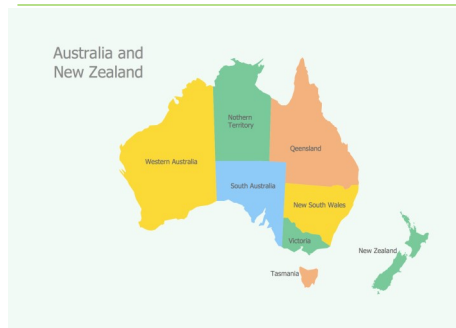 Australia and
New Zealand
Nothern
Territory
Qeensland
Western Australia
South Australia
New South Wales
Victoria
New Zealand
Tasmania